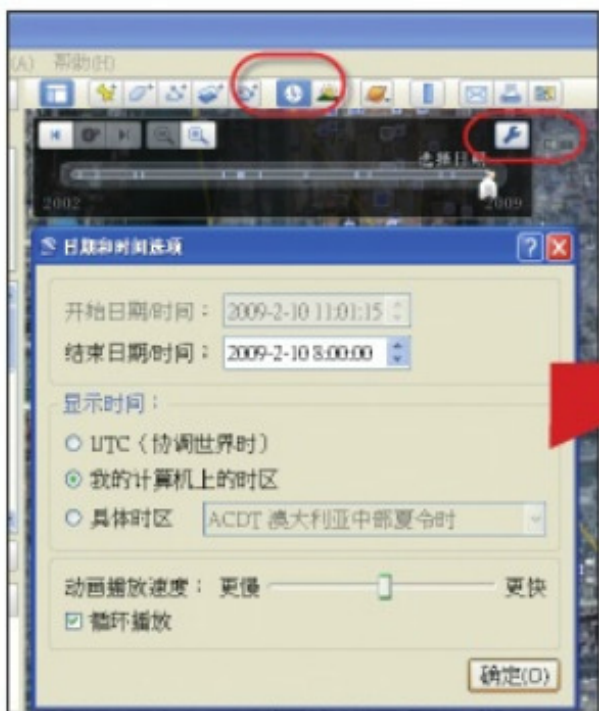 (A) 帮助(H)
选择日期
2002 2009
日期和时间选项
开始日期/时间： 2009-2-10 11:01:15
结束日期/时间： 2009-2-10 8:00:00
显示时间：
UTC（协调世界时）
我的计算机上的时区
具体时区 ACDT 澳大利亚中部夏令时
动画播放速度： 更慢 更快
循环播放
确定(O)